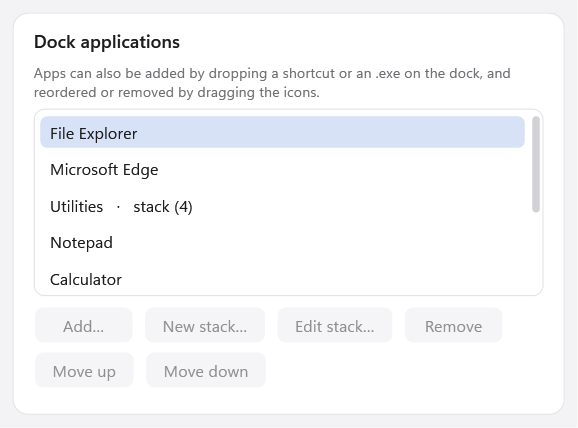 Dock applications
Apps can also be added by dropping a shortcut or an .exe on the dock, and
reordered or removed by dragging the icons.
File Explorer
Microsoft Edge
Utilities · stack (4)
Notepad
Calculator
Add... New stack... Edit stack... Remove
Move up Move down